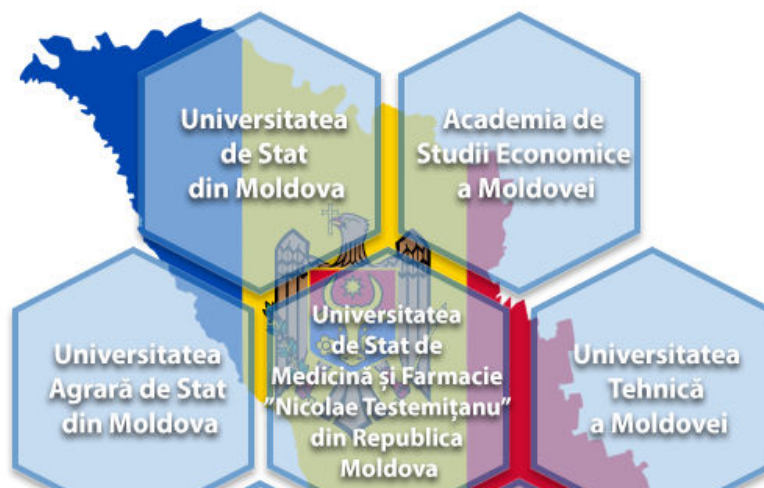 Universitatea
de Stat
din Moldova
Academia de
Studii Economice
a Moldovei
Universitatea
Agrară de Stat
din Moldova
Universitatea
de Stat de
Medicină și Farmacie
”Nicolae Testemițanu”
din Republica
Moldova
Universitatea
Tehnică
a Moldovei